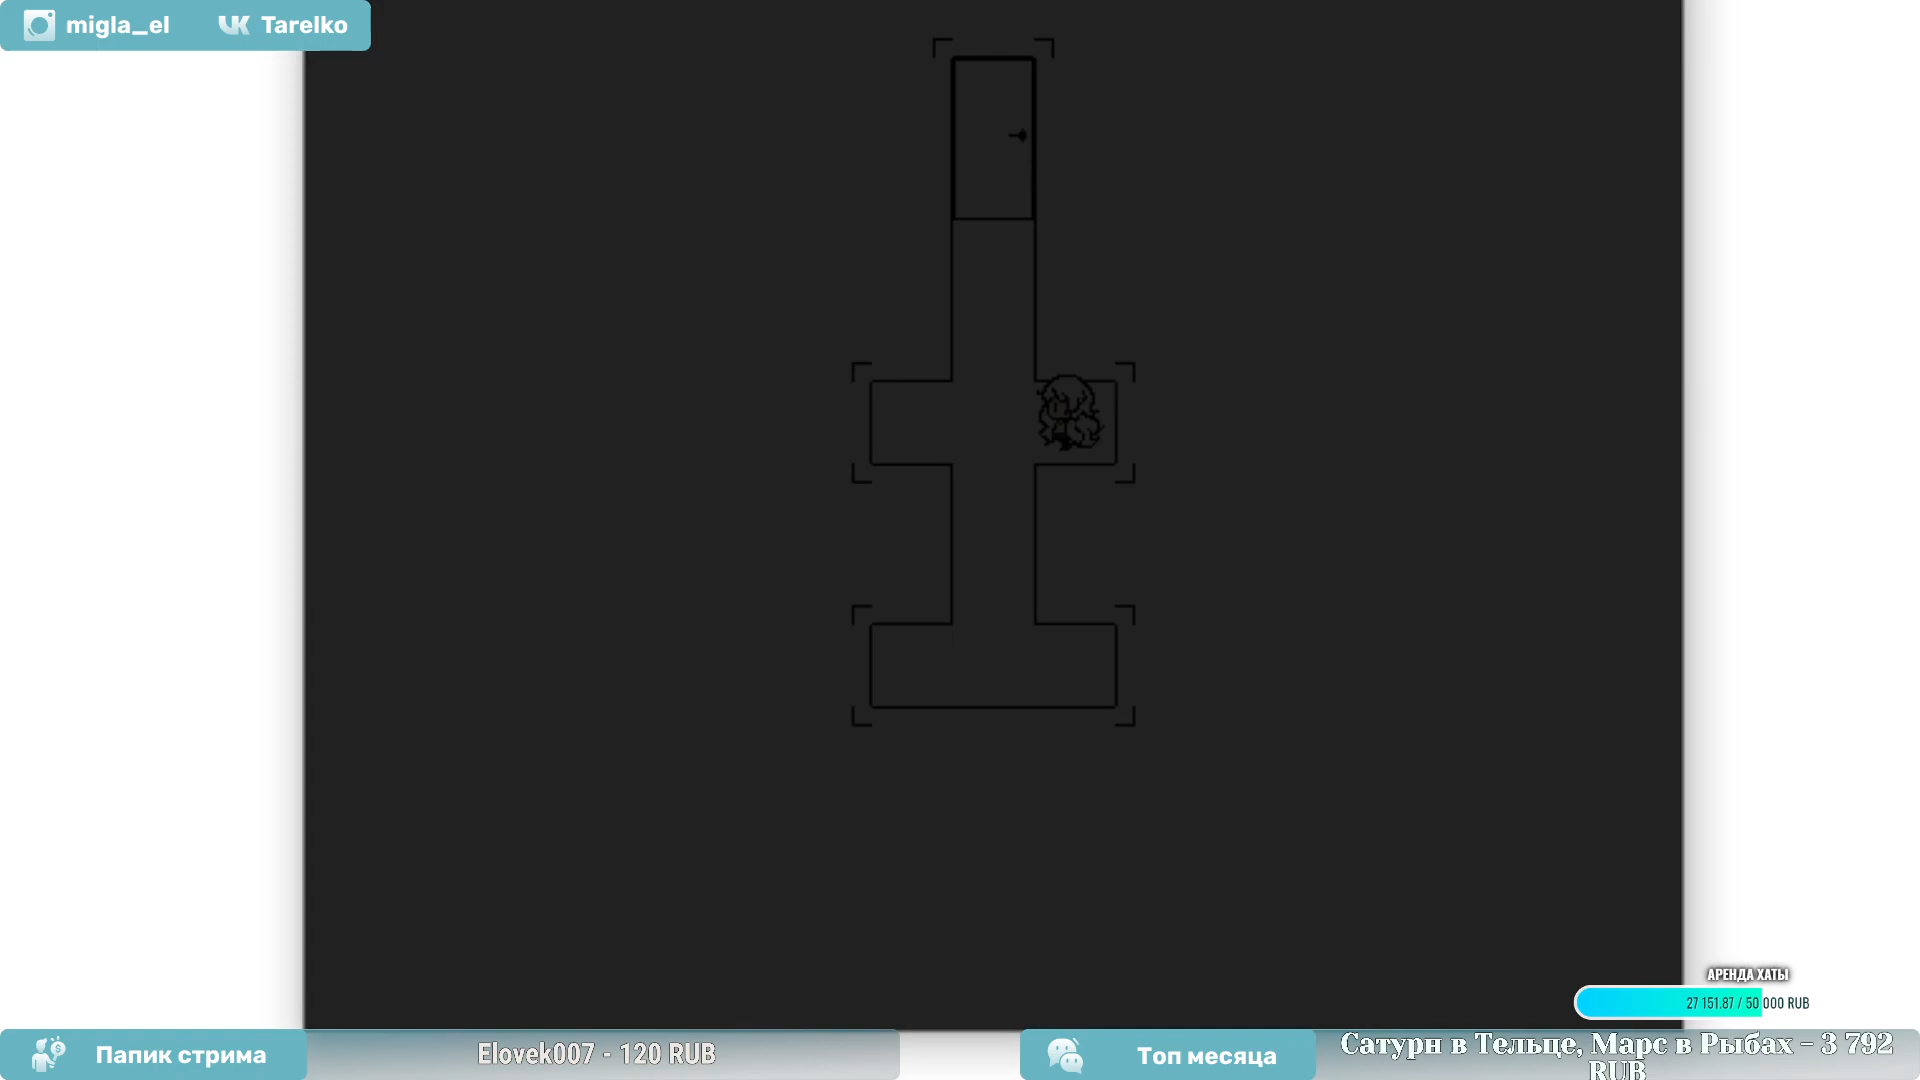 migla_el
VK Tarelko
АРЕНДА ХАТЫ
27 151.87 / 50 000 RUB
Папик стрима
Elovek007 - 120 RUB
Топ месяца
Сатурн в Тельце, Марс в Рыбах - 3 792
RUB